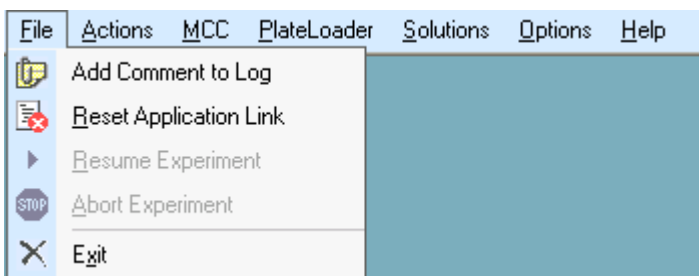 File Actions MCC PlateLoader Solutions Options Help
Add Comment to Log
Reset Application Link
Resume Experiment
STOP Abort Experiment
Exit